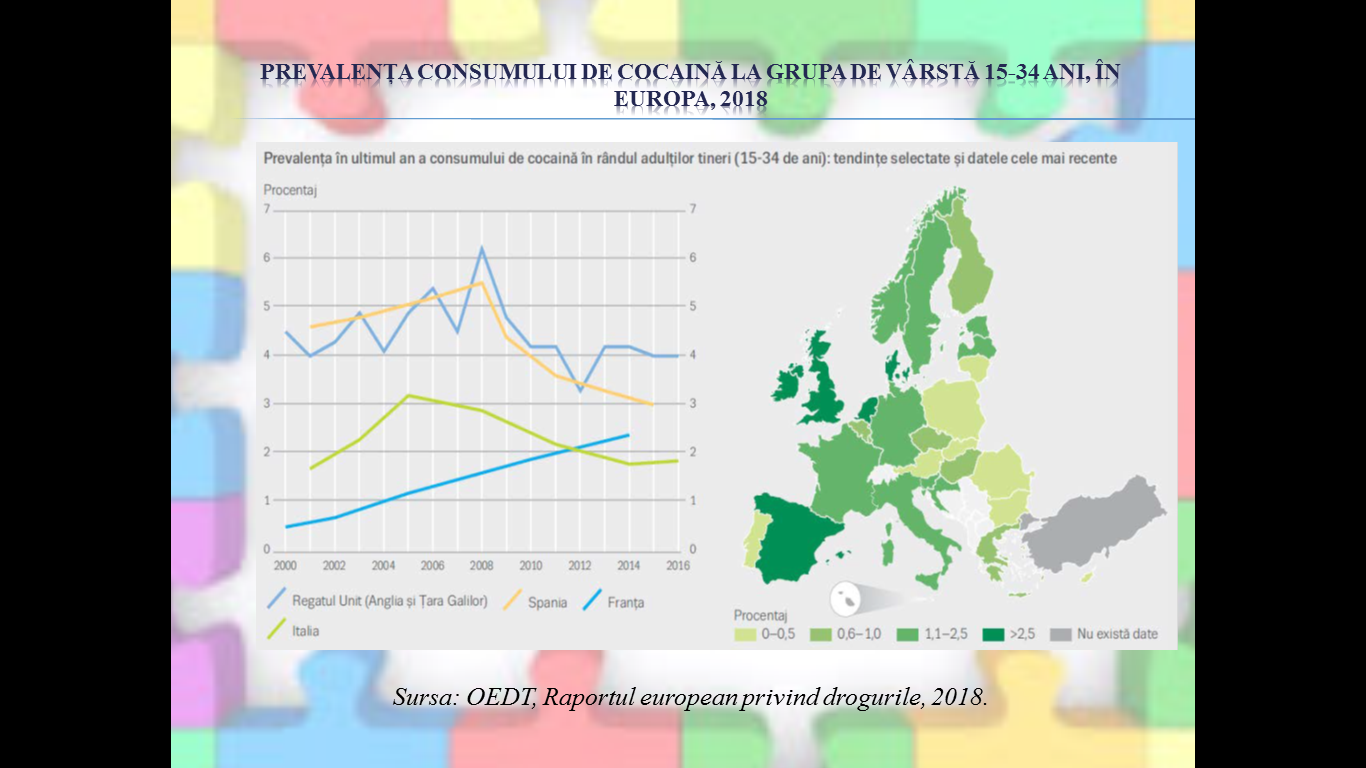 PREVALENȚA CONSUMULUI DE COCAINĂ LA GRUPA DE VÂRSTĂ 15-34 ANI, ÎN
EUROPA, 2018
Prevalența în ultimul an a consumului de cocaină în rândul adulților tineri (15-34 de ani): tendințe selectate și datele cele mai recente
Procentaj
7 7
6 6
5 5
4 4
3 3
2 2
1 1
0 0
2000 2002 2004 2006 2008 2010 2012 2014 2016
Regatul Unit (Anglia și Țara Galilor) Spania Franța
Italia
Procentaj
0–0,5 0,6–1,0 1,1–2,5 >2,5 Nu există date
Sursa: OEDT, Raportul european privind drogurile, 2018.